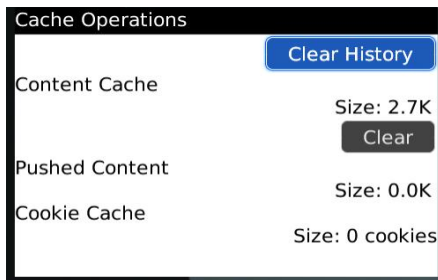 Cache Operations
Clear History
Content Cache
Size: 2.7K
Clear
Pushed Content
Size: 0.0K
Cookie Cache
Size: 0 cookies